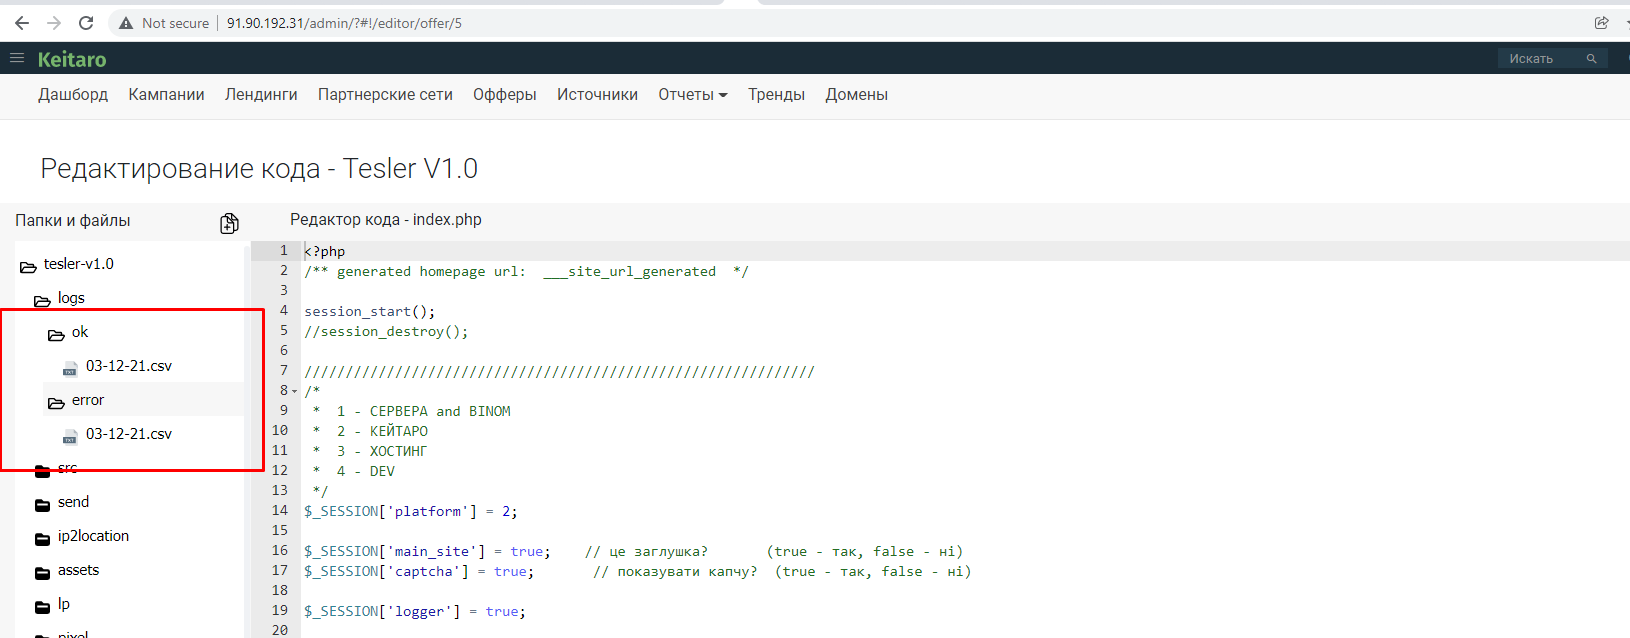 Not secure | 91.90.192.31/admin/?#!/editor/offer/5
Keitaro
Искать
Дашборд Кампании Лендинги Партнерские сети Офферы Источники Отчеты Тренды Домены
Редактирование кода - Tesler V1.0
Папки и файлы
Редактор кода - index.php
tesler-v1.0
logs
ok
03-12-21.csv
error
03-12-21.csv
src
send
ip2location
assets
lp
pixel
1 <?php
2 /** generated homepage url:  ___site_url_generated  */
3
4 session_start();
5 //session_destroy();
6
7 //////////////////////////////////////////////////////////////
8 /*
9  *  1 - СЕРВЕРА and BINOM
10  *  2 - КЕЙТАРО
11  *  3 - ХОСТИНГ
12  *  4 - DEV
13  */
14 $_SESSION['platform'] = 2;
15
16 $_SESSION['main_site'] = true;    // це заглушка?       (true - так, false - ні)
17 $_SESSION['captcha'] = true;       // показувати капчу?  (true - так, false - ні)
18
19 $_SESSION['logger'] = true;
20